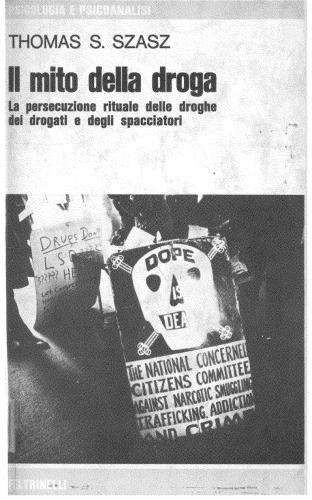 PSICOLOGIA E PSICOANALISI
THOMAS S. SZASZ
Il mito della droga
La persecuzione rituale delle droghe
dei drogati e degli spacciatori
DRUGS
LSD
DOPE
IS
DEA
THE NATIONAL CONCERNED
CITIZENS COMMITTEE
AGAINST NARCOTIC SMUGGLING
TRAFFICKING, ADDICTION
AND CRIM
FELTRINELLI